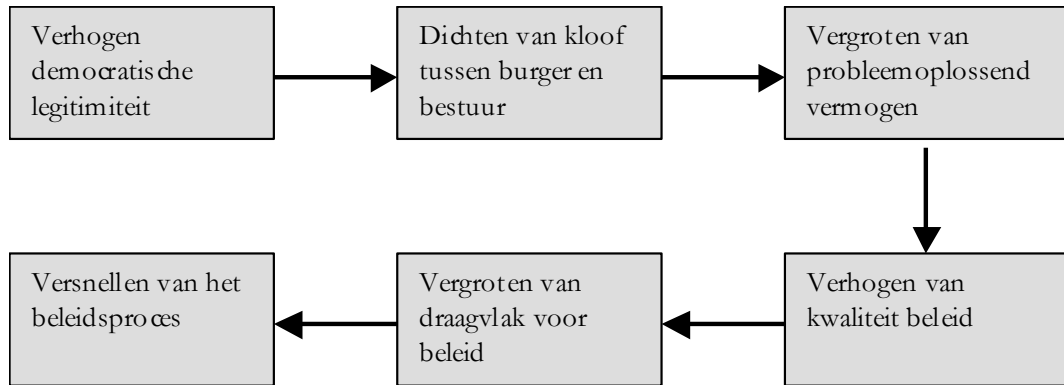 Verhogen
democratische
legitimiteit
Dichten van kloof
tussen burger en
bestuur
Vergroten van
probleemoplossend
vermogen
Verhogen van
kwaliteit beleid
Vergroten van
draagvlak voor
beleid
Versnellen van het
beleidsproces